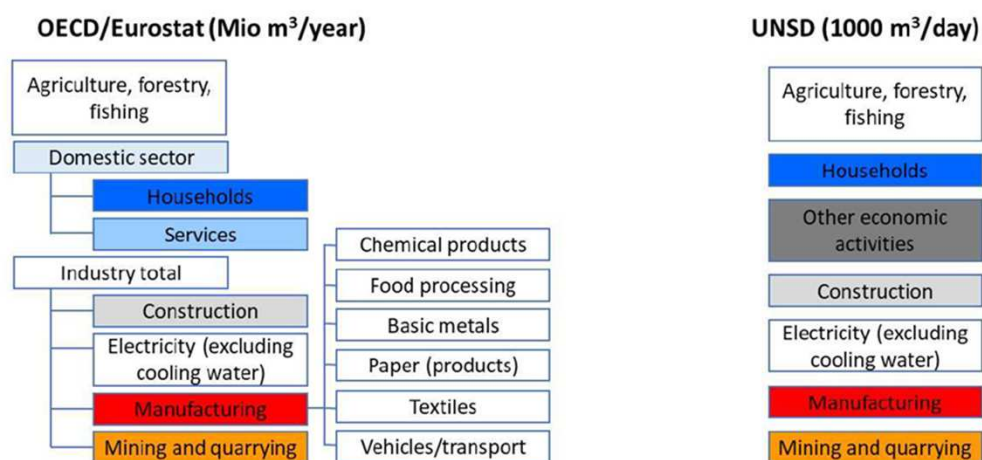 OECD/Eurostat (Mio m³/year)
Agriculture, forestry,
fishing
Domestic sector
Households
Services
Industry total
Construction
Electricity (excluding
cooling water)
Manufacturing
Mining and quarrying
Chemical products
Food processing
Basic metals
Paper (products)
Textiles
Vehicles/transport
UNSD (1000 m³/day)
Agriculture, forestry,
fishing
Households
Other economic
activities
Construction
Electricity (excluding
cooling water)
Manufacturing
Mining and quarrying